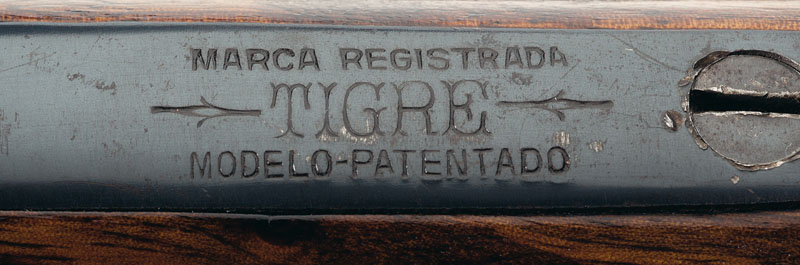 MARCA REGISTRADA
TIGRE
MODELO-PATENTADO